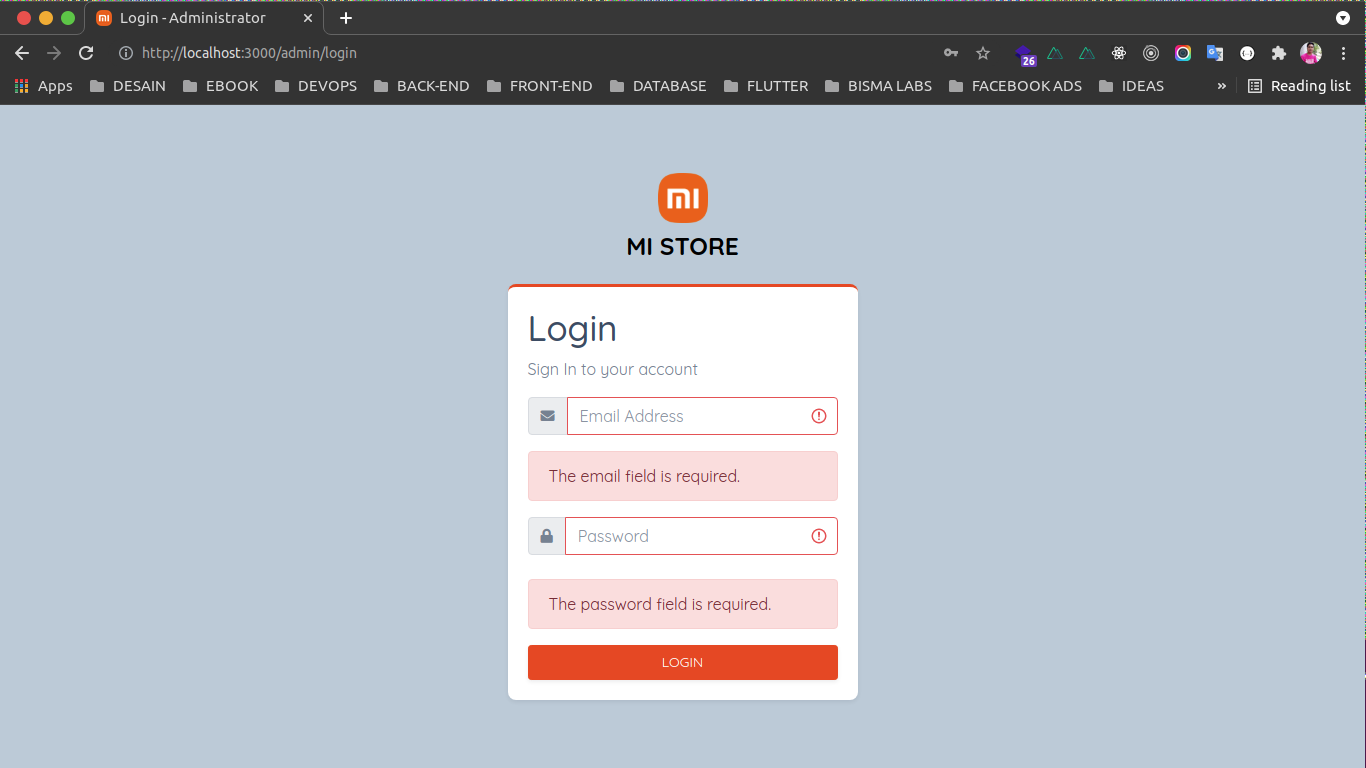 Login - Administrator
http://localhost:3000/admin/login
26
Apps DESAIN EBOOK DEVOPS BACK-END FRONT-END DATABASE FLUTTER BISMA LABS FACEBOOK ADS IDEAS » Reading list
MI
MI STORE
Login
Sign In to your account
Email Address
The email field is required.
Password
The password field is required.
LOGIN